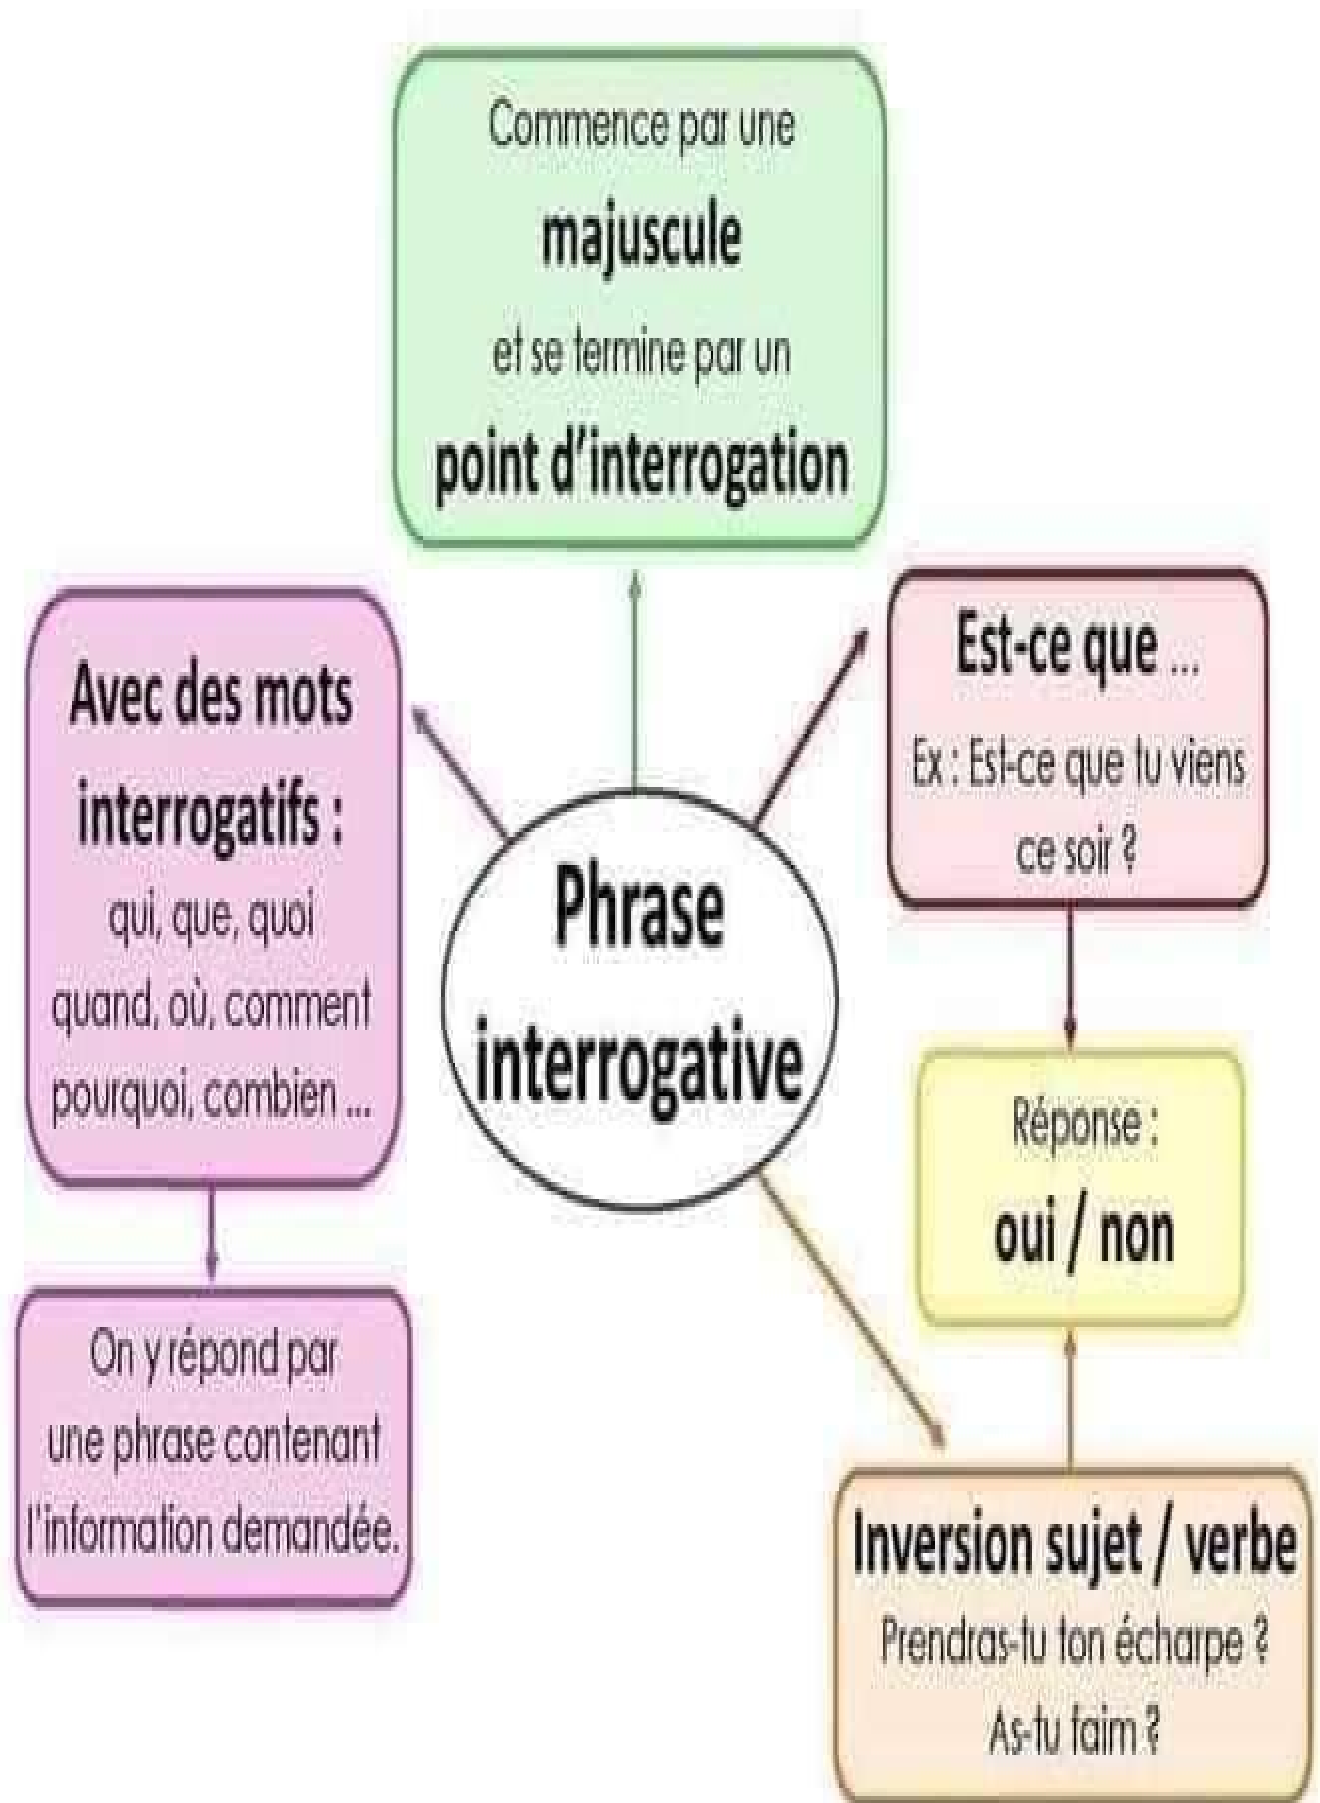 Commence par une
majuscule
et se termine par un
point d'interrogation
Avec des mots
interrogatifs :
qui, que, quoi
quand, où, comment
pourquoi, combien ...
On y répond par
une phrase contenant
l'information demandée.
Phrase
interrogative
Est-ce que ...
Ex : Est-ce que tu viens
ce soir ?
Réponse :
oui / non
Inversion sujet / verbe
Prendras-tu ton écharpe ?
As-tu faim ?